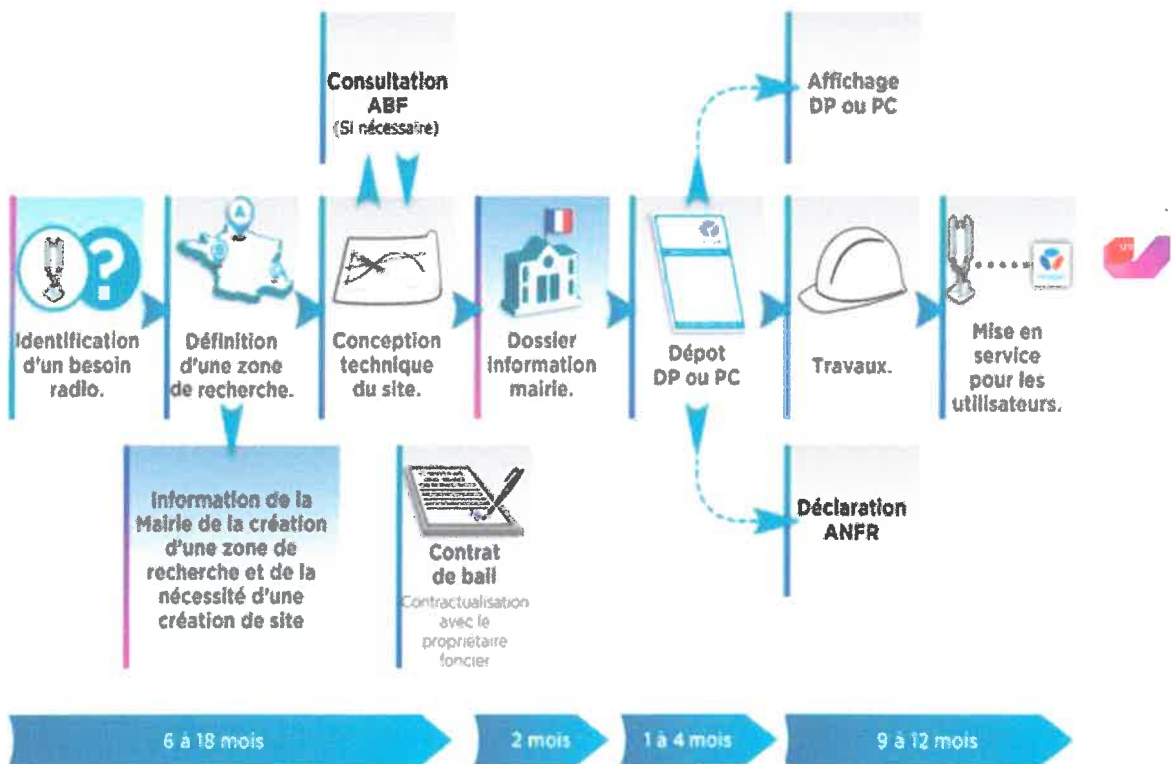 Consultation
ABF
(Si nécessaire)
Affichage
DP ou PC
A
Identification
d'un besoin
radio.
Définition
d'une zone
de recherche.
Conception
technique
du site.
Dossier
Information
mairie.
Dépot
DP ou PC
Travaux.
Mise en
service
pour les
utilisateurs.
Information de la
Mairie de la création
d'une zone de
recherche et de la
nécessité d'une
création de site
Contrat
de bail
Contractualisation
avec le
propriétaire
foncier
Déclaration
ANFR
6 à 18 mois
2 mois
1 à 4 mois
9 à 12 mois